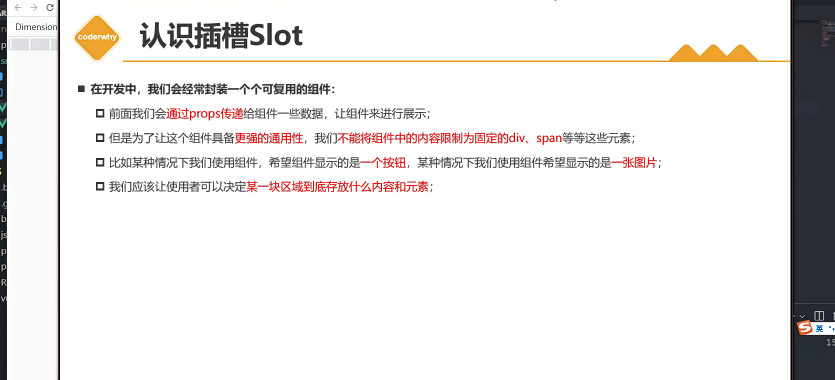 Dimension
coderwhy
认识插槽Slot
在开发中，我们会经常封装一个个可复用的组件：
前面我们会通过props传递给组件一些数据，让组件来进行展示；
但是为了让这个组件具备更强的通用性，我们不能将组件中的内容限制为固定的div、span等等这些元素；
比如某种情况下我们使用组件，希望组件显示的是一个按钮，某种情况下我们使用组件希望显示的是一张图片；
我们应该让使用者可以决定某一块区域到底存放什么内容和元素；
英